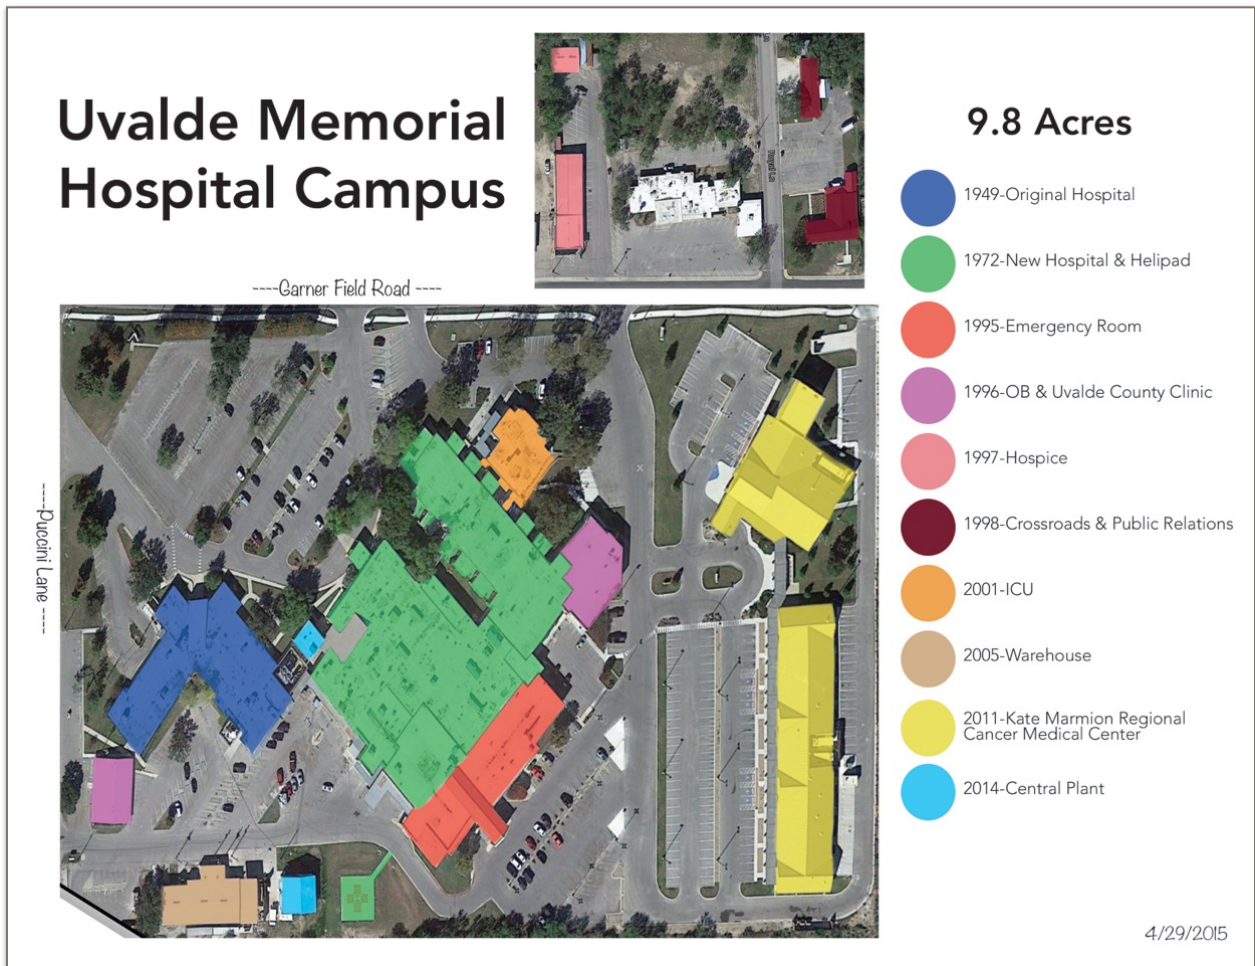 Uvalde Memorial
Hospital Campus
9.8 Acres
1949-Original Hospital
1972-New Hospital & Helipad
1995-Emergency Room
1996-OB & Uvalde County Clinic
1997-Hospice
1998-Crossroads & Public Relations
2001-ICU
2005-Warehouse
2011-Kate Marmion Regional
Cancer Medical Center
2014-Central Plant
----Garner Field Road ----
----Puccini Lane ----
4/29/2015